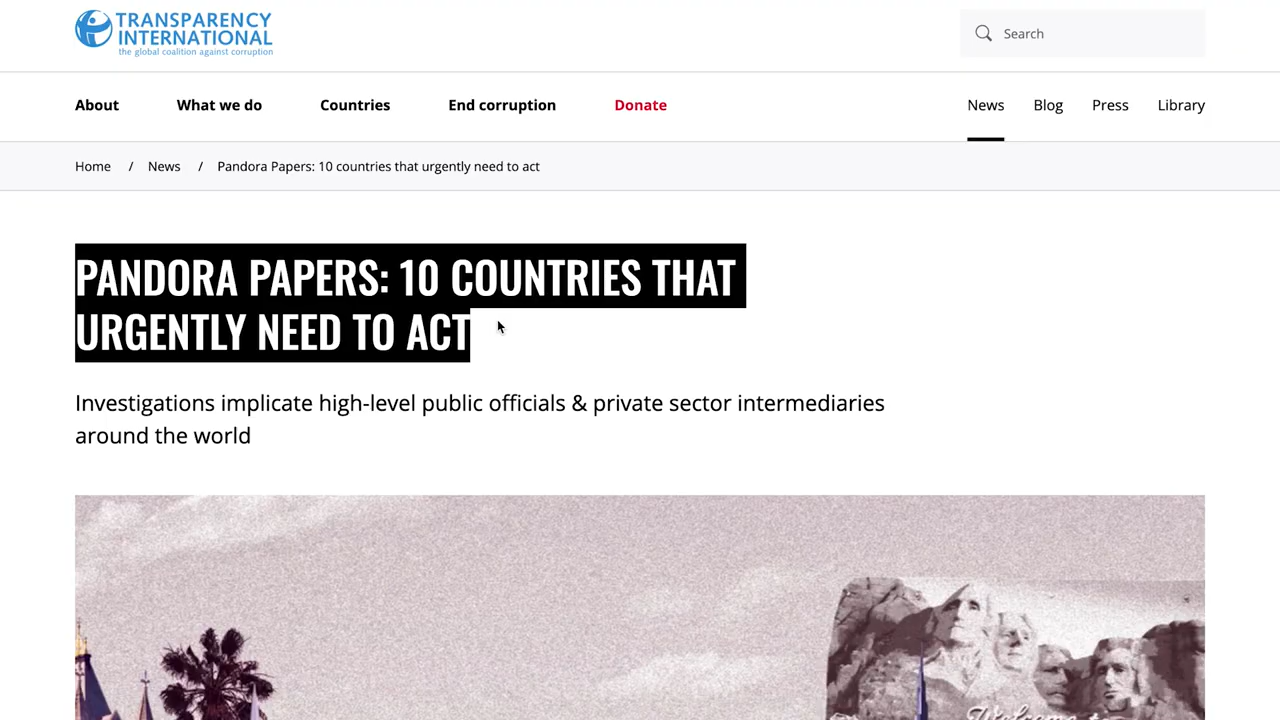 TRANSPARENCY
INTERNATIONAL
the global coalition against corruption
Search
About What we do Countries End corruption Donate News Blog Press Library
Home / News / Pandora Papers: 10 countries that urgently need to act
PANDORA PAPERS: 10 COUNTRIES THAT
URGENTLY NEED TO ACT
Investigations implicate high-level public officials & private sector intermediaries
around the world
Welcome